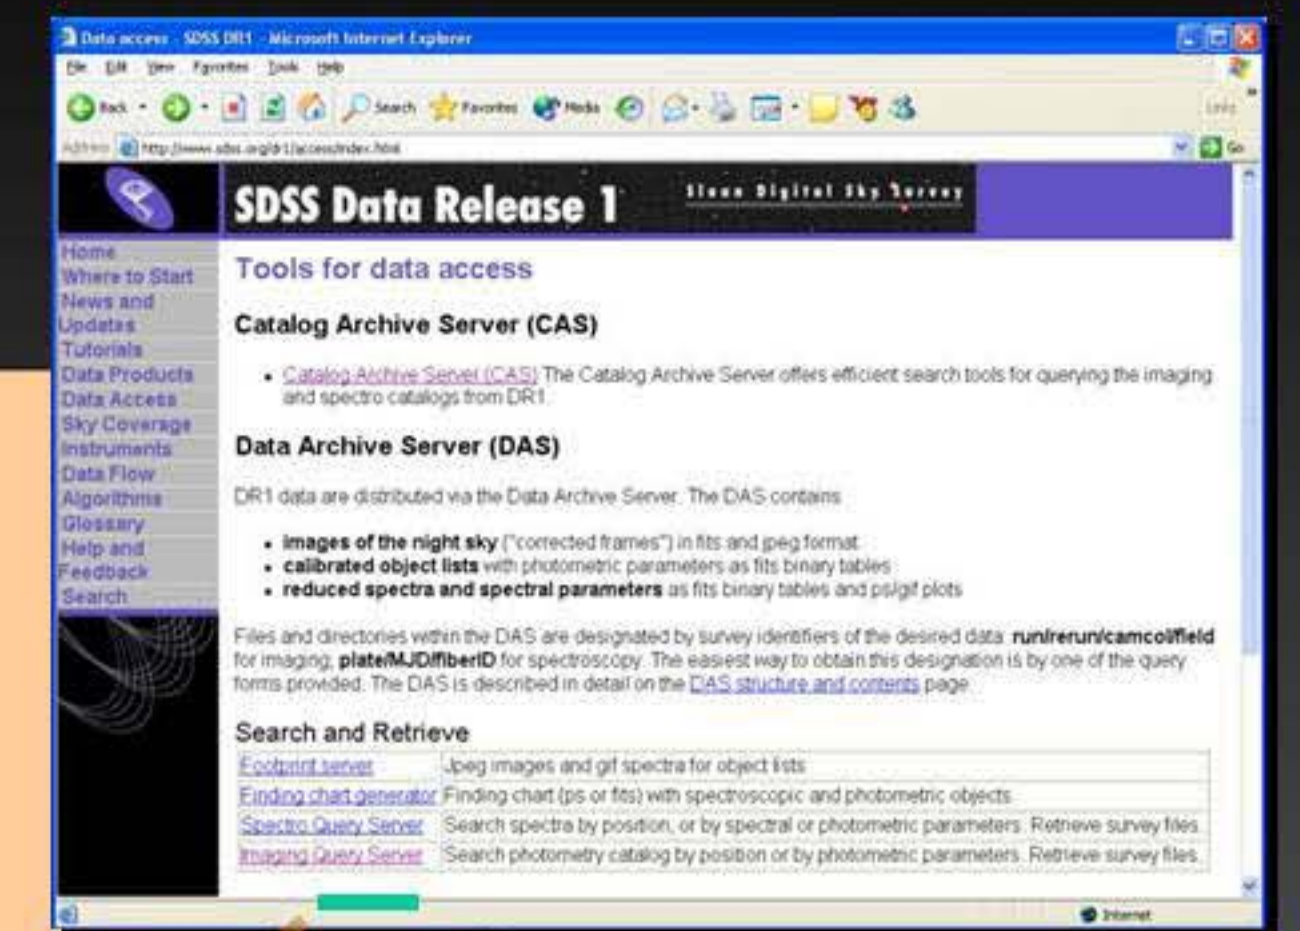 Data access - SDSS DR1 - Microsoft Internet Explorer
File Edit View Favorites Tools Help
Back Search Favorites Media Links
Address http://www.sdss.org/dr1/access/index.html Go
SDSS Data Release 1 Sloan Digital Sky Survey
Home
Where to Start
News and
Updates
Tutorials
Data Products
Data Access
Sky Coverage
Instruments
Data Flow
Algorithms
Glossary
Help and
Feedback
Search
Tools for data access
Catalog Archive Server (CAS)
• Catalog Archive Server (CAS) The Catalog Archive Server offers efficient search tools for querying the imaging
and spectro catalogs from DR1.
Data Archive Server (DAS)
DR1 data are distributed via the Data Archive Server. The DAS contains
• images of the night sky ("corrected frames") in fits and jpeg format
• calibrated object lists with photometric parameters as fits binary tables
• reduced spectra and spectral parameters as fits binary tables and ps/gif plots
Files and directories within the DAS are designated by survey identifiers of the desired data: run/rerun/camcol/field
for imaging; plate/MJD/fiberID for spectroscopy. The easiest way to obtain this designation is by one of the query
forms provided. The DAS is described in detail on the DAS structure and contents page.
Search and Retrieve
Footprint server Jpeg images and gif spectra for object lists
Finding chart generator Finding chart (ps or fits) with spectroscopic and photometric objects
Spectro Query Server Search spectra by position, or by spectral or photometric parameters. Retrieve survey files.
Imaging Query Server Search photometry catalog by position or by photometric parameters. Retrieve survey files.
Internet